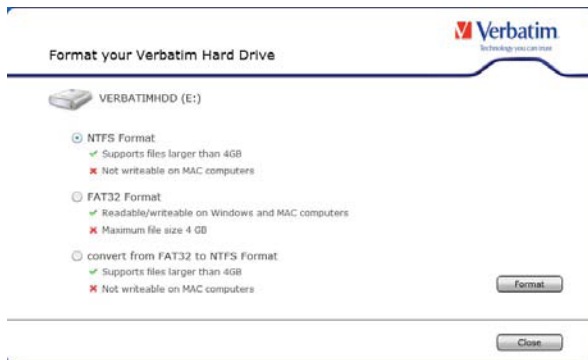 Verbatim
Technology you can trust
Format your Verbatim Hard Drive
VERBATIMHDD (E:)
NTFS Format
Supports files larger than 4GB
Not writeable on MAC computers
FAT32 Format
Readable/writeable on Windows and MAC computers
Maximum file size 4 GB
convert from FAT32 to NTFS Format
Supports files larger than 4GB
Not writeable on MAC computers
Format
Close